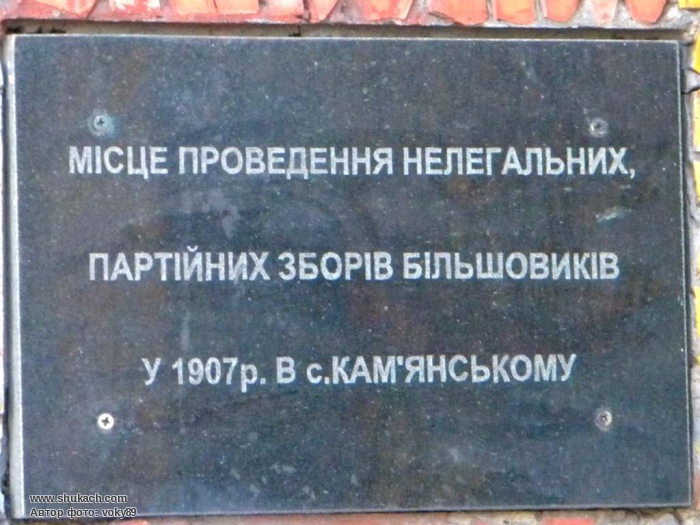 МІСЦЕ ПРОВЕДЕННЯ НЕЛЕГАЛЬНИХ,
ПАРТІЙНИХ ЗБОРІВ БІЛЬШОВИКІВ
У 1907р. В с.КАМ'ЯНСЬКОМУ
www.shukach.com
Автор фото: voky89